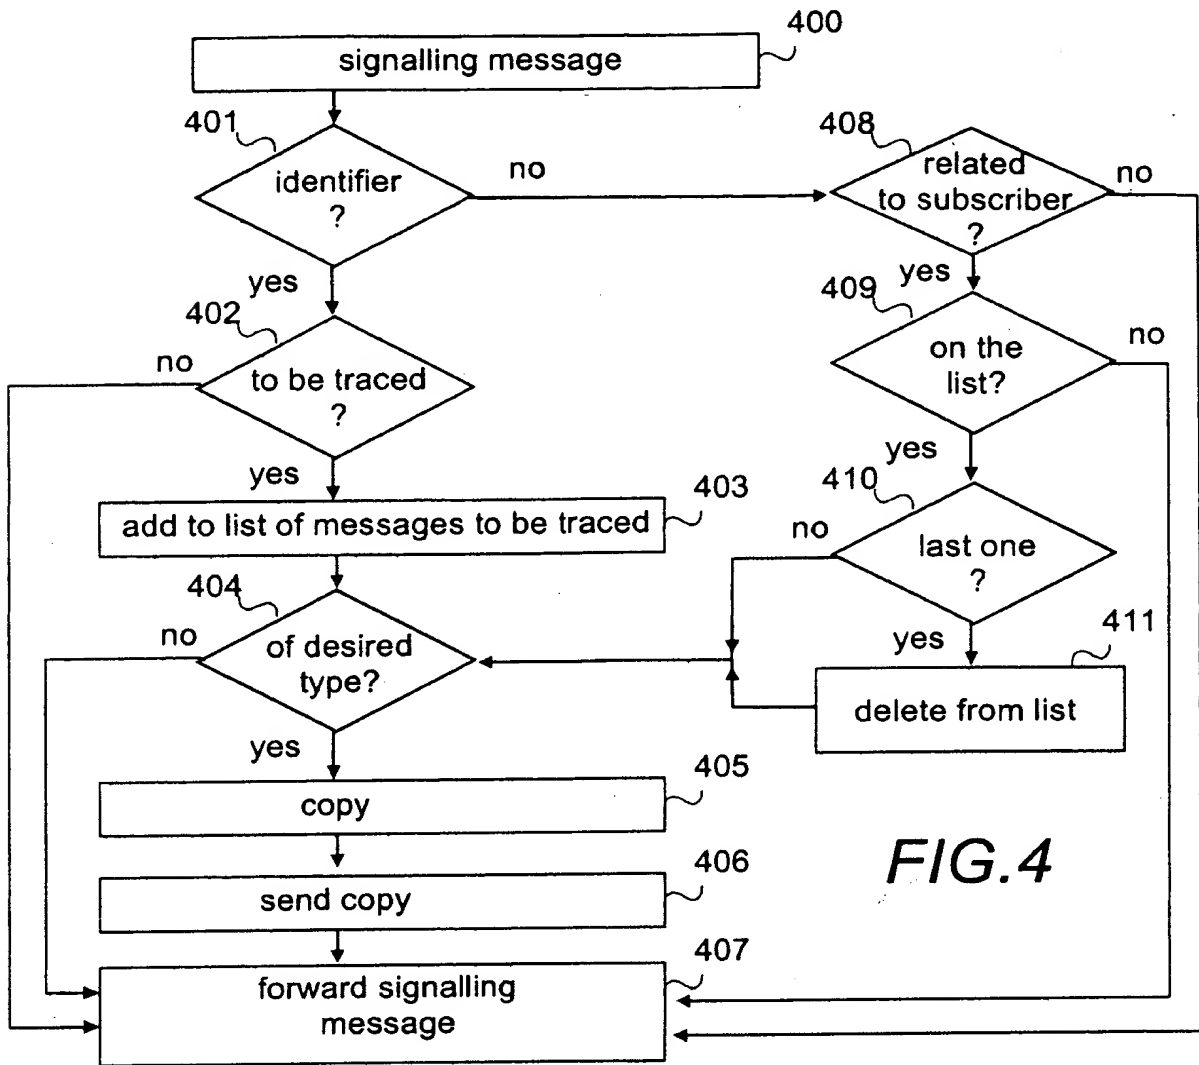 400
signalling message
401
identifier
?
no
yes
402
no
to be traced
?
yes
add to list of messages to be traced
403
404
no
of desired
type?
yes
copy
405
send copy
406
forward signalling
message
407
408
related
to subscriber
?
no
yes
409
on the
list?
no
yes
410
no
last one
?
yes
411
delete from list
FIG.4